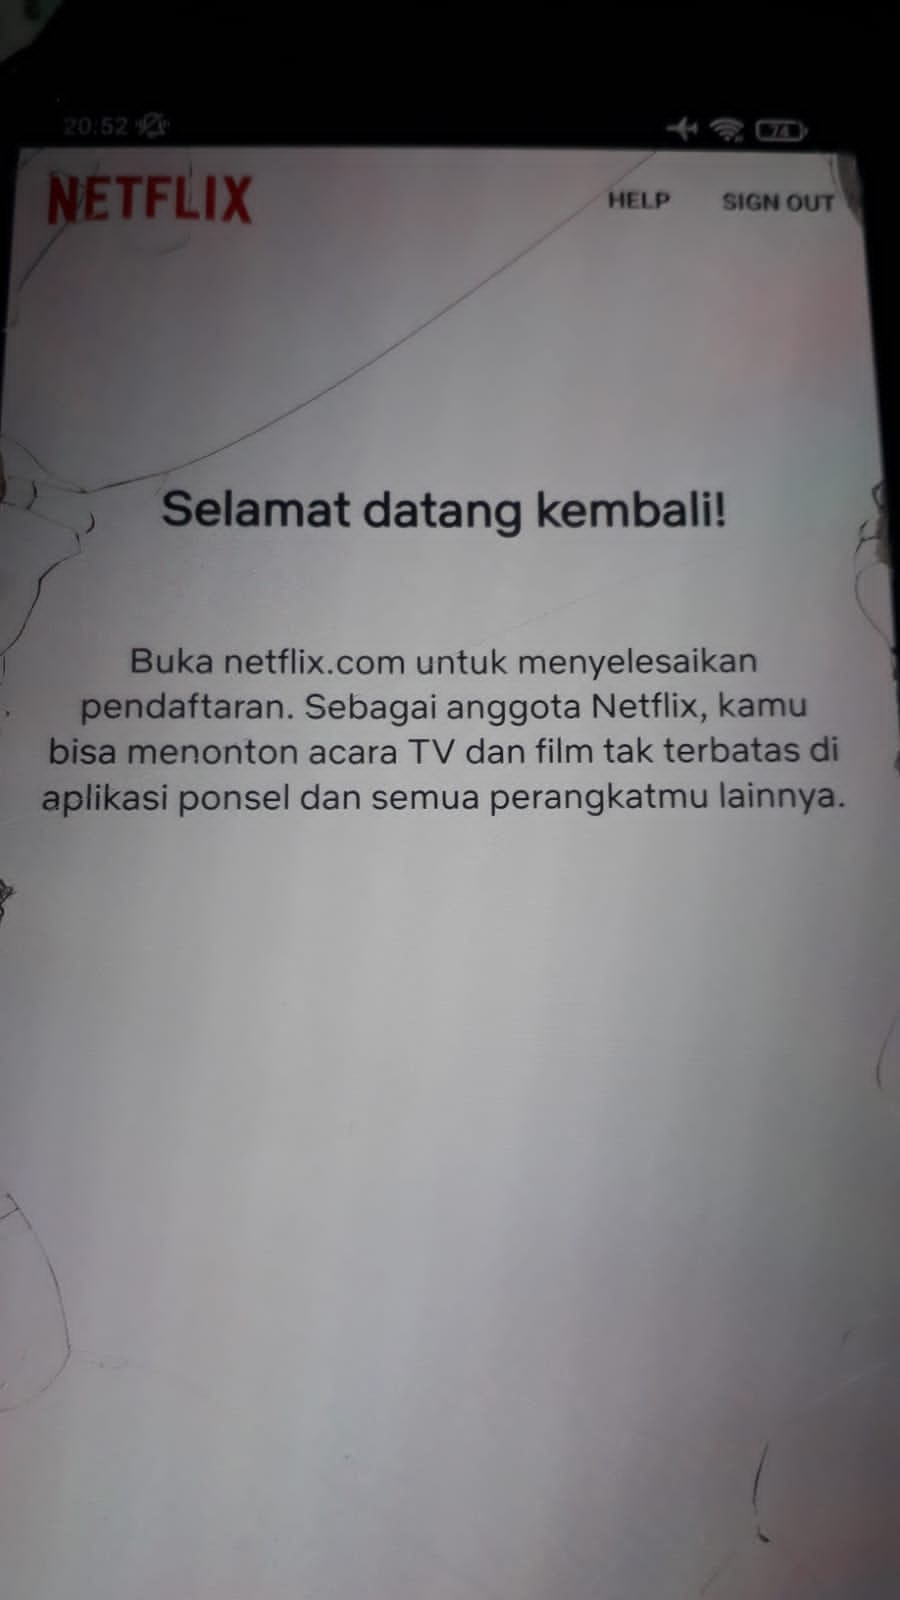 20:52
74
NETFLIX
HELP SIGN OUT
Selamat datang kembali!
Buka netflix.com untuk menyelesaikan
pendaftaran. Sebagai anggota Netflix, kamu
bisa menonton acara TV dan film tak terbatas di
aplikasi ponsel dan semua perangkatmu lainnya.